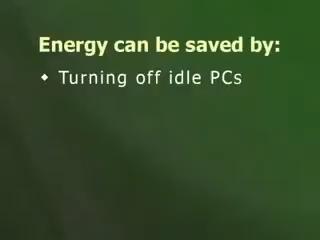 Energy can be saved by:
◆ Turning off idle PCs